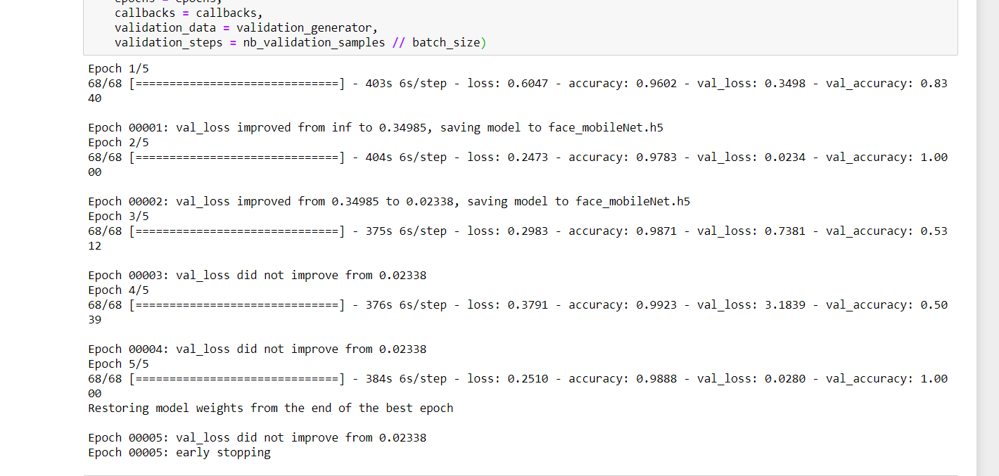 epochs = epochs,
callbacks = callbacks,
validation_data = validation_generator,
validation_steps = nb_validation_samples // batch_size)
Epoch 1/5
68/68 [==============================] - 403s 6s/step - loss: 0.6047 - accuracy: 0.9602 - val_loss: 0.3498 - val_accuracy: 0.83
40
Epoch 00001: val_loss improved from inf to 0.34985, saving model to face_mobileNet.h5
Epoch 2/5
68/68 [==============================] - 404s 6s/step - loss: 0.2473 - accuracy: 0.9783 - val_loss: 0.0234 - val_accuracy: 1.00
00
Epoch 00002: val_loss improved from 0.34985 to 0.02338, saving model to face_mobileNet.h5
Epoch 3/5
68/68 [==============================] - 375s 6s/step - loss: 0.2983 - accuracy: 0.9871 - val_loss: 0.7381 - val_accuracy: 0.53
12
Epoch 00003: val_loss did not improve from 0.02338
Epoch 4/5
68/68 [==============================] - 376s 6s/step - loss: 0.3791 - accuracy: 0.9923 - val_loss: 3.1839 - val_accuracy: 0.50
39
Epoch 00004: val_loss did not improve from 0.02338
Epoch 5/5
68/68 [==============================] - 384s 6s/step - loss: 0.2510 - accuracy: 0.9888 - val_loss: 0.0280 - val_accuracy: 1.00
00
Restoring model weights from the end of the best epoch
Epoch 00005: val_loss did not improve from 0.02338
Epoch 00005: early stopping